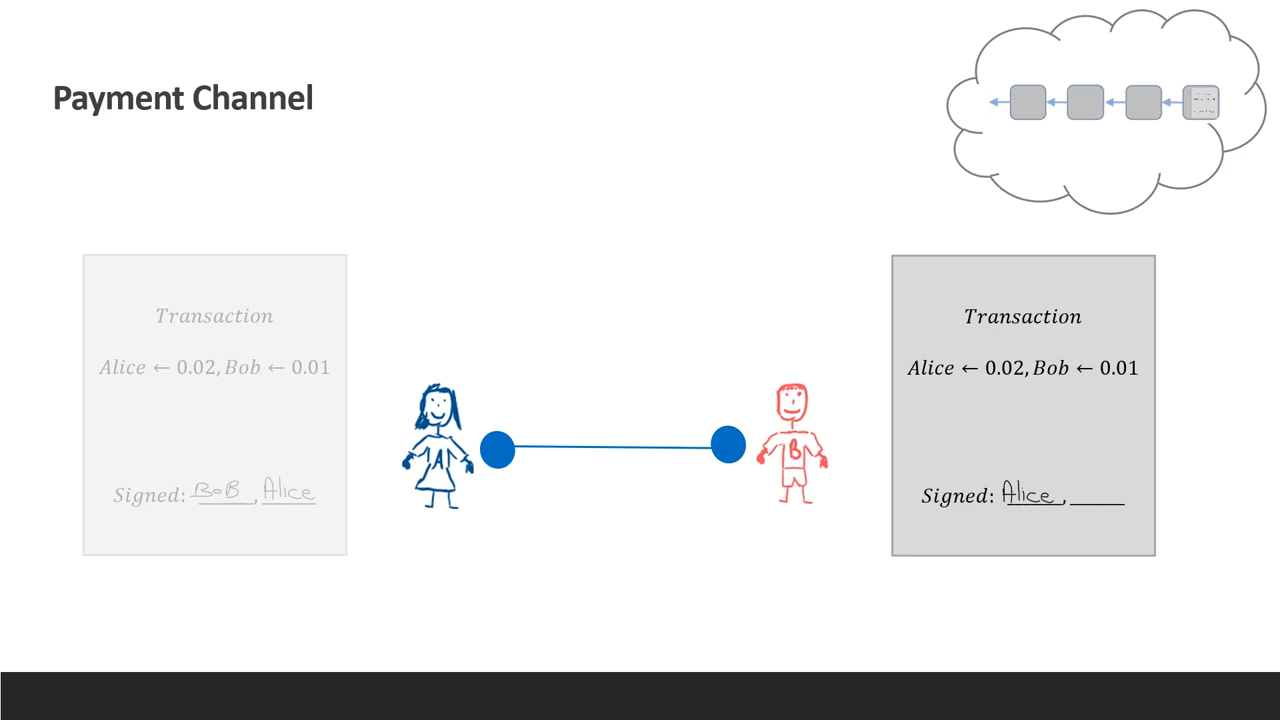 Payment Channel
Transaction
Alice ← 0.02, Bob ← 0.01
Signed: BoB, Alice
A
B
Transaction
Alice ← 0.02, Bob ← 0.01
Signed: Alice, ______